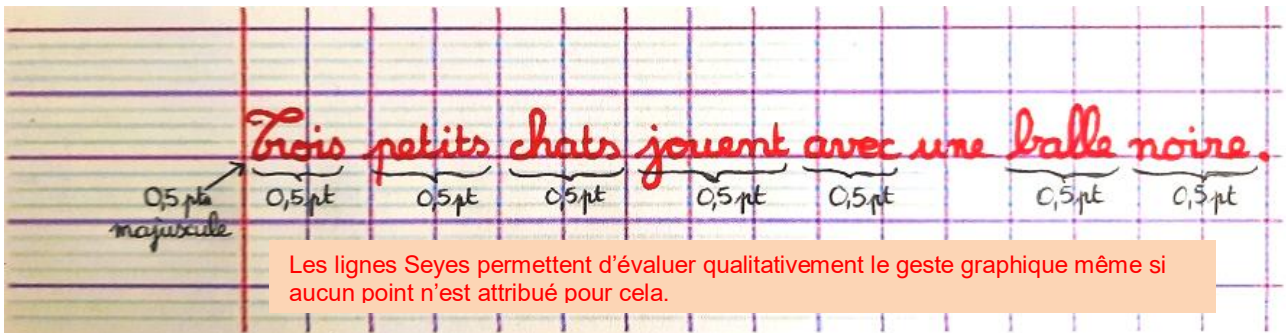 Trois petits chats jouent avec une balle noire.
0,5 pt 0,5 pt 0,5 pt 0,5 pt 0,5 pt 0,5 pt 0,5 pt
0,5 pt
majuscule
Les lignes Seyes permettent d’évaluer qualitativement le geste graphique même si
aucun point n’est attribué pour cela.